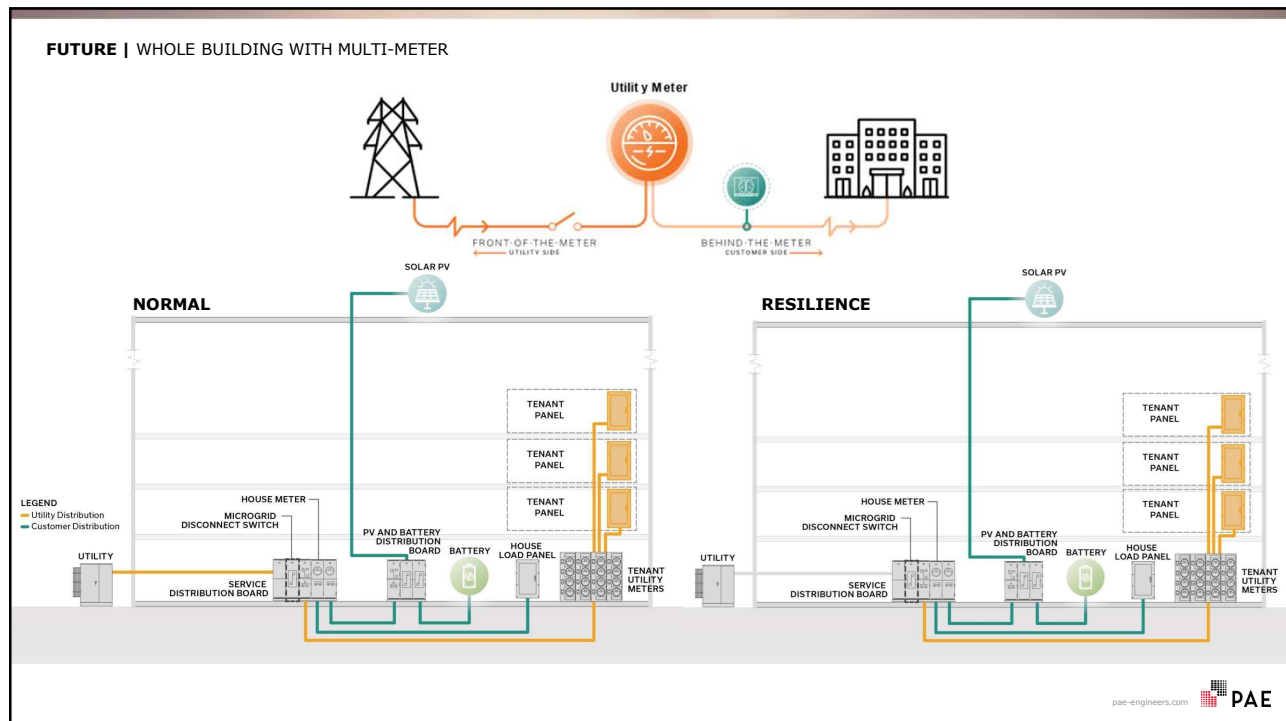 FUTURE | WHOLE BUILDING WITH MULTI-METER
Utility Meter
FRONT-OF-THE-METER
UTILITY SIDE
BEHIND-THE-METER
CUSTOMER SIDE
SOLAR PV
NORMAL
TENANT
PANEL
TENANT
PANEL
TENANT
PANEL
LEGEND
Utility Distribution
Customer Distribution
HOUSE METER
MICROGRID
DISCONNECT SWITCH
PV AND BATTERY
DISTRIBUTION
BOARD
BATTERY
HOUSE
LOAD PANEL
UTILITY
SERVICE
DISTRIBUTION BOARD
TENANT
UTILITY
METERS
SOLAR PV
RESILIENCE
TENANT
PANEL
TENANT
PANEL
TENANT
PANEL
HOUSE METER
MICROGRID
DISCONNECT SWITCH
PV AND BATTERY
DISTRIBUTION
BOARD
BATTERY
HOUSE
LOAD PANEL
UTILITY
SERVICE
DISTRIBUTION BOARD
TENANT
UTILITY
METERS
pae-engineers.com
PAE